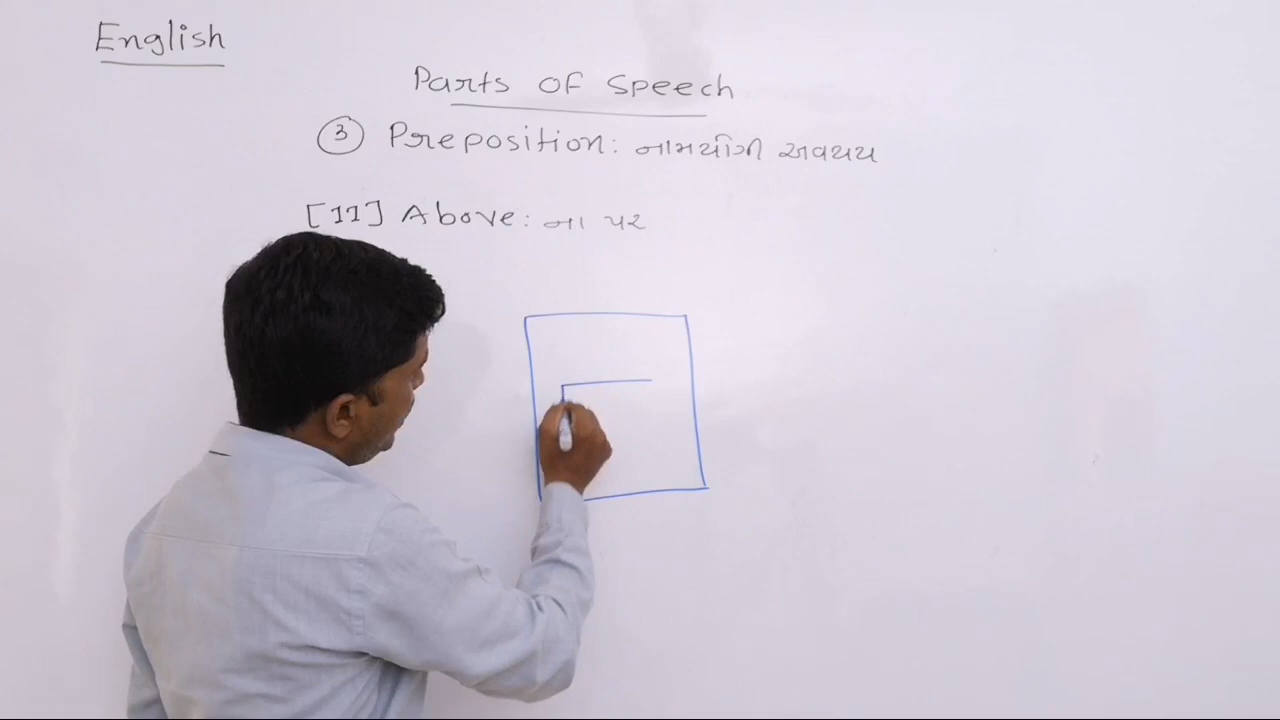 English
Parts of Speech
③ Preposition: નામયોગી અવયય
[11] Above: ના પર